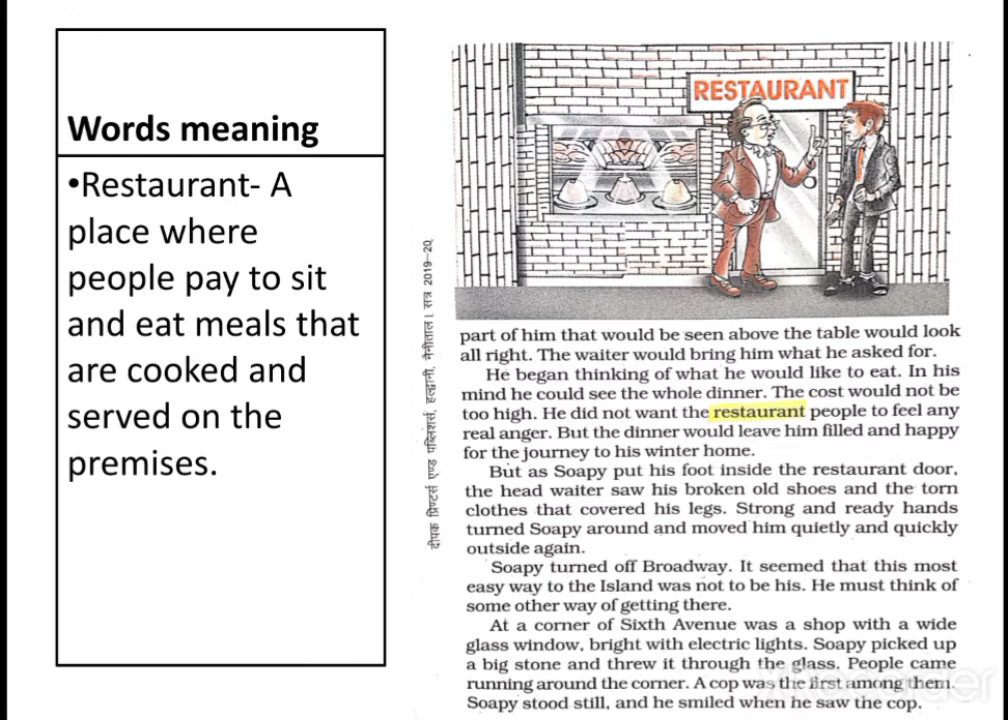 Words meaning
•Restaurant- A
place where
people pay to sit
and eat meals that
are cooked and
served on the
premises.
RESTAURANT
दीपक प्रिण्टर्स एण्ड पब्लिशर्स, हल्द्वानी, नैनीताल। सत्र 2019–20
part of him that would be seen above the table would look
all right. The waiter would bring him what he asked for.
He began thinking of what he would like to eat. In his
mind he could see the whole dinner. The cost would not be
too high. He did not want the restaurant people to feel any
real anger. But the dinner would leave him filled and happy
for the journey to his winter home.
But as Soapy put his foot inside the restaurant door,
the head waiter saw his broken old shoes and the torn
clothes that covered his legs. Strong and ready hands
turned Soapy around and moved him quietly and quickly
outside again.
Soapy turned off Broadway. It seemed that this most
easy way to the Island was not to be his. He must think of
some other way of getting there.
At a corner of Sixth Avenue was a shop with a wide
glass window, bright with electric lights. Soapy picked up
a big stone and threw it through the glass. People came
running around the corner. A cop was the first among them.
Soapy stood still, and he smiled when he saw the cop.
XRecorder